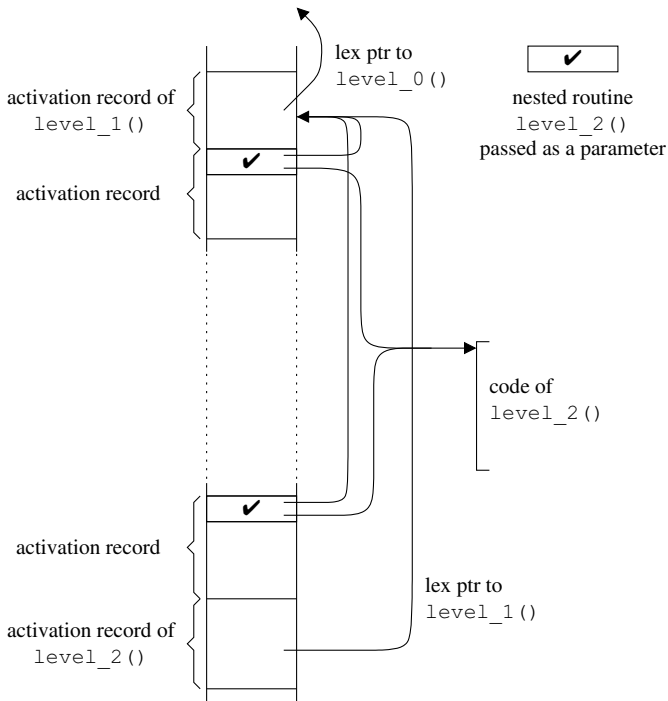 lex ptr to
level_0()
✔
nested routine
level_2()
passed as a parameter
activation record of
level_1()
✔
activation record
code of
level_2()
✔
activation record
lex ptr to
level_1()
activation record of
level_2()